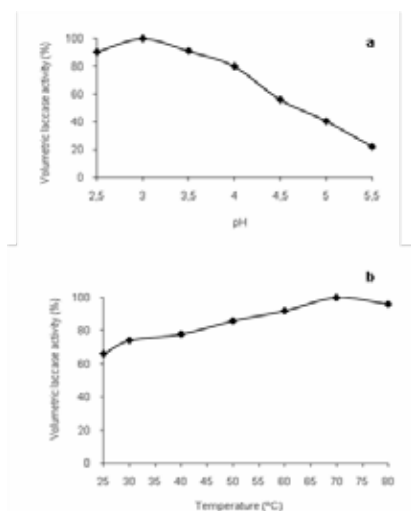 a
Volumetric laccase activity (%)
100
80
60
40
20
0
2,5 3 3,5 4 4,5 5 5,5
pH
b
Volumetric laccase activity (%)
100
80
60
40
20
0
25 30 35 40 45 50 55 60 65 70 75 80
Temperature (ºC)